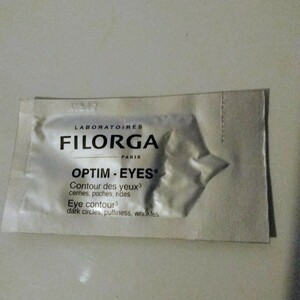 LABORATOIRES
FILORGA
PARIS
OPTIM - EYES®
Contour des yeux³
cernes, poches, rides
Eye contour³
dark circles, puffiness, wrinkles